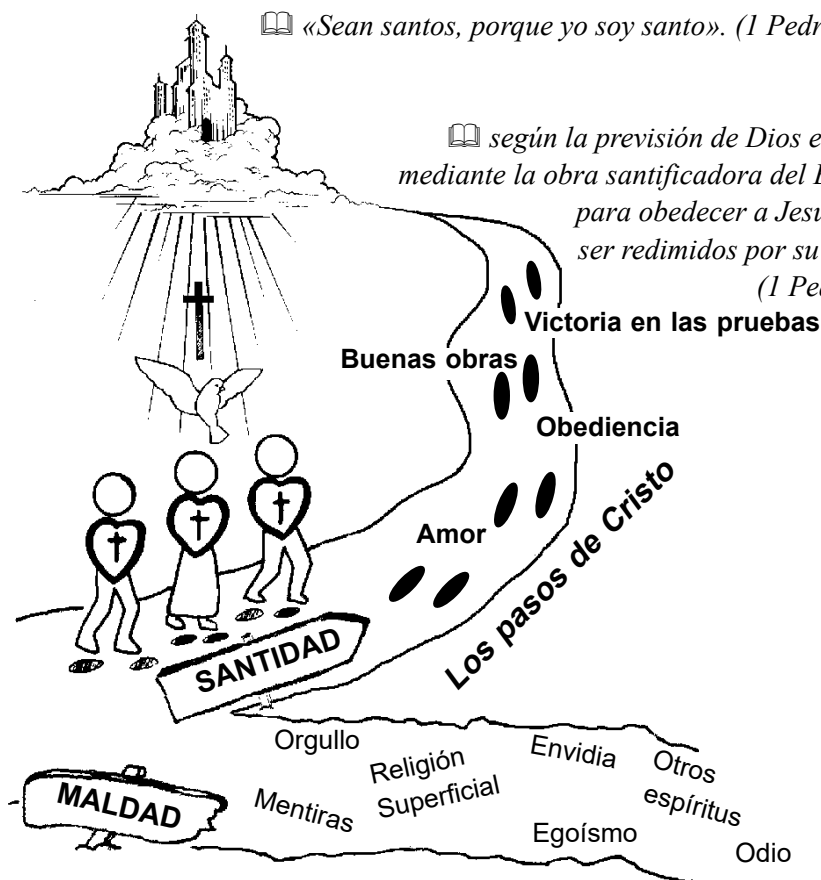 «Sean santos, porque yo soy santo». (1 Pedr
según la previsión de Dios e
mediante la obra santificadora del
para obedecer a Jesu
ser redimidos por su
(1 Ped
Victoria en las pruebas
Buenas obras
Obediencia
Amor
Los pasos de Cristo
SANTIDAD
Orgullo
Religión
Superficial
Envidia
Otros
espíritus
MALDAD
Mentiras
Egoísmo
Odio